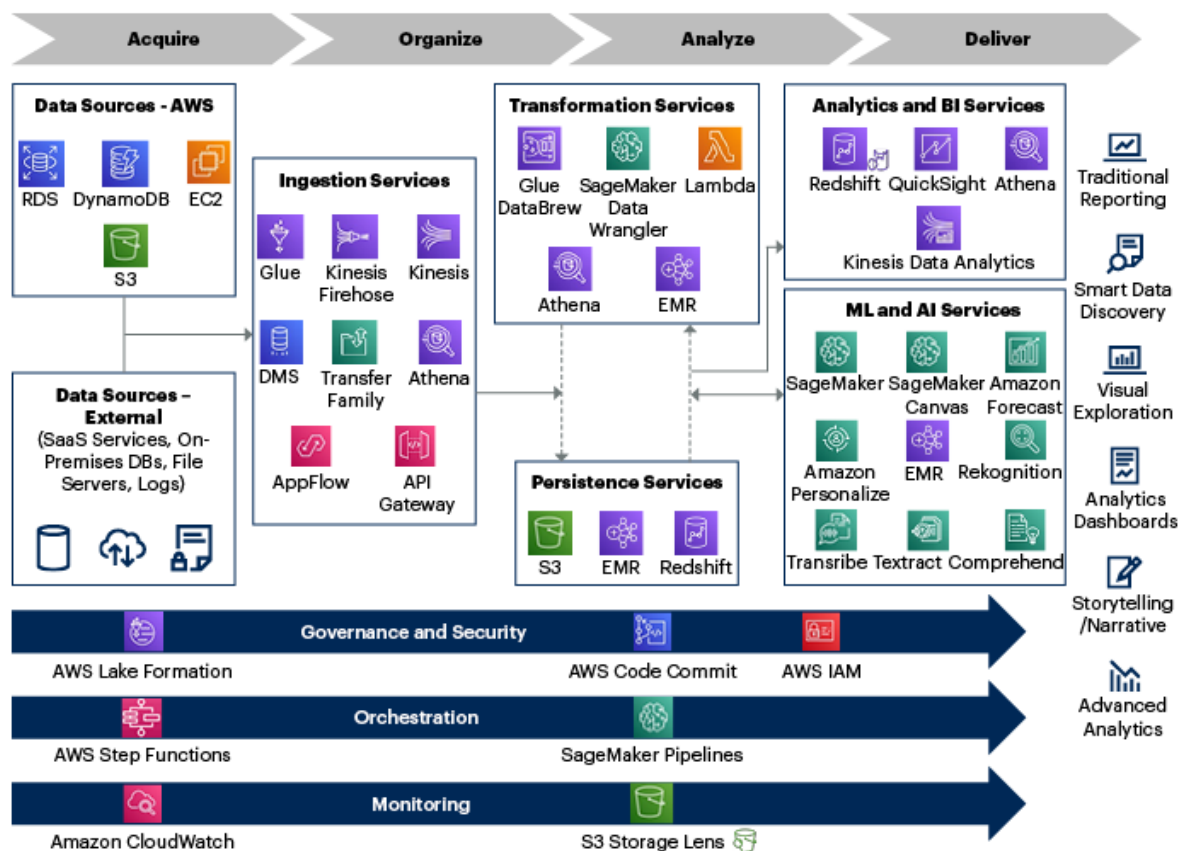 Acquire
Organize
Analyze
Deliver
Data Sources - AWS
RDS
DynamoDB
EC2
S3
Data Sources –
External
(SaaS Services, On-
Premises DBs, File
Servers, Logs)
Ingestion Services
Glue
Kinesis
Firehose
Kinesis
DMS
Transfer
Family
Athena
AppFlow
API
Gateway
Transformation Services
Glue
DataBrew
SageMaker
Data
Wrangler
Lambda
Athena
EMR
Persistence Services
S3
EMR
Redshift
Analytics and BI Services
Redshift
QuickSight
Athena
Kinesis Data Analytics
ML and AI Services
SageMaker
SageMaker
Canvas
Amazon
Forecast
Amazon
Personalize
EMR
Rekognition
Transribe
Textract
Comprehend
Traditional
Reporting
Smart Data
Discovery
Visual
Exploration
Analytics
Dashboards
Storytelling
/Narrative
Advanced
Analytics
Governance and Security
AWS Lake Formation
AWS Code Commit
AWS IAM
Orchestration
AWS Step Functions
SageMaker Pipelines
Monitoring
Amazon CloudWatch
S3 Storage Lens